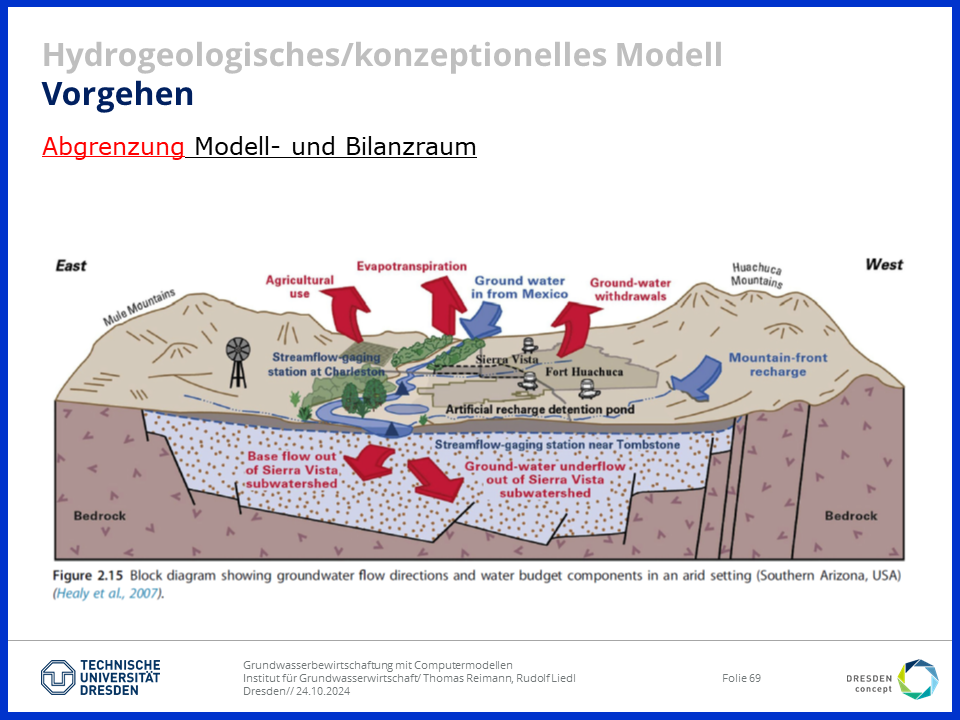 Hydrogeologisches/konzeptionelles Modell
Vorgehen
Abgrenzung Modell- und Bilanzraum
East
West
Mule Mountains
Agricultural
use
Evapotranspiration
Ground water
in from Mexico
Ground-water
withdrawals
Huachuca
Mountains
Streamflow-gaging
station at Charleston
Sierra Vista
Fort Huachuca
Mountain-front
recharge
Artificial recharge detention pond
Streamflow-gaging station near Tombstone
Base flow out
of Sierra Vista
subwatershed
Ground-water underflow
out of Sierra Vista
subwatershed
Bedrock
Bedrock
Figure 2.15 Block diagram showing groundwater flow directions and water budget components in an arid setting (Southern Arizona, USA)
(Healy et al., 2007).
TECHNISCHE
UNIVERSITÄT
DRESDEN
Grundwasserbewirtschaftung mit Computermodellen
Institut für Grundwasserwirtschaft/ Thomas Reimann, Rudolf Liedl
Dresden// 24.10.2024
Folie 69
DRESDEN
concept